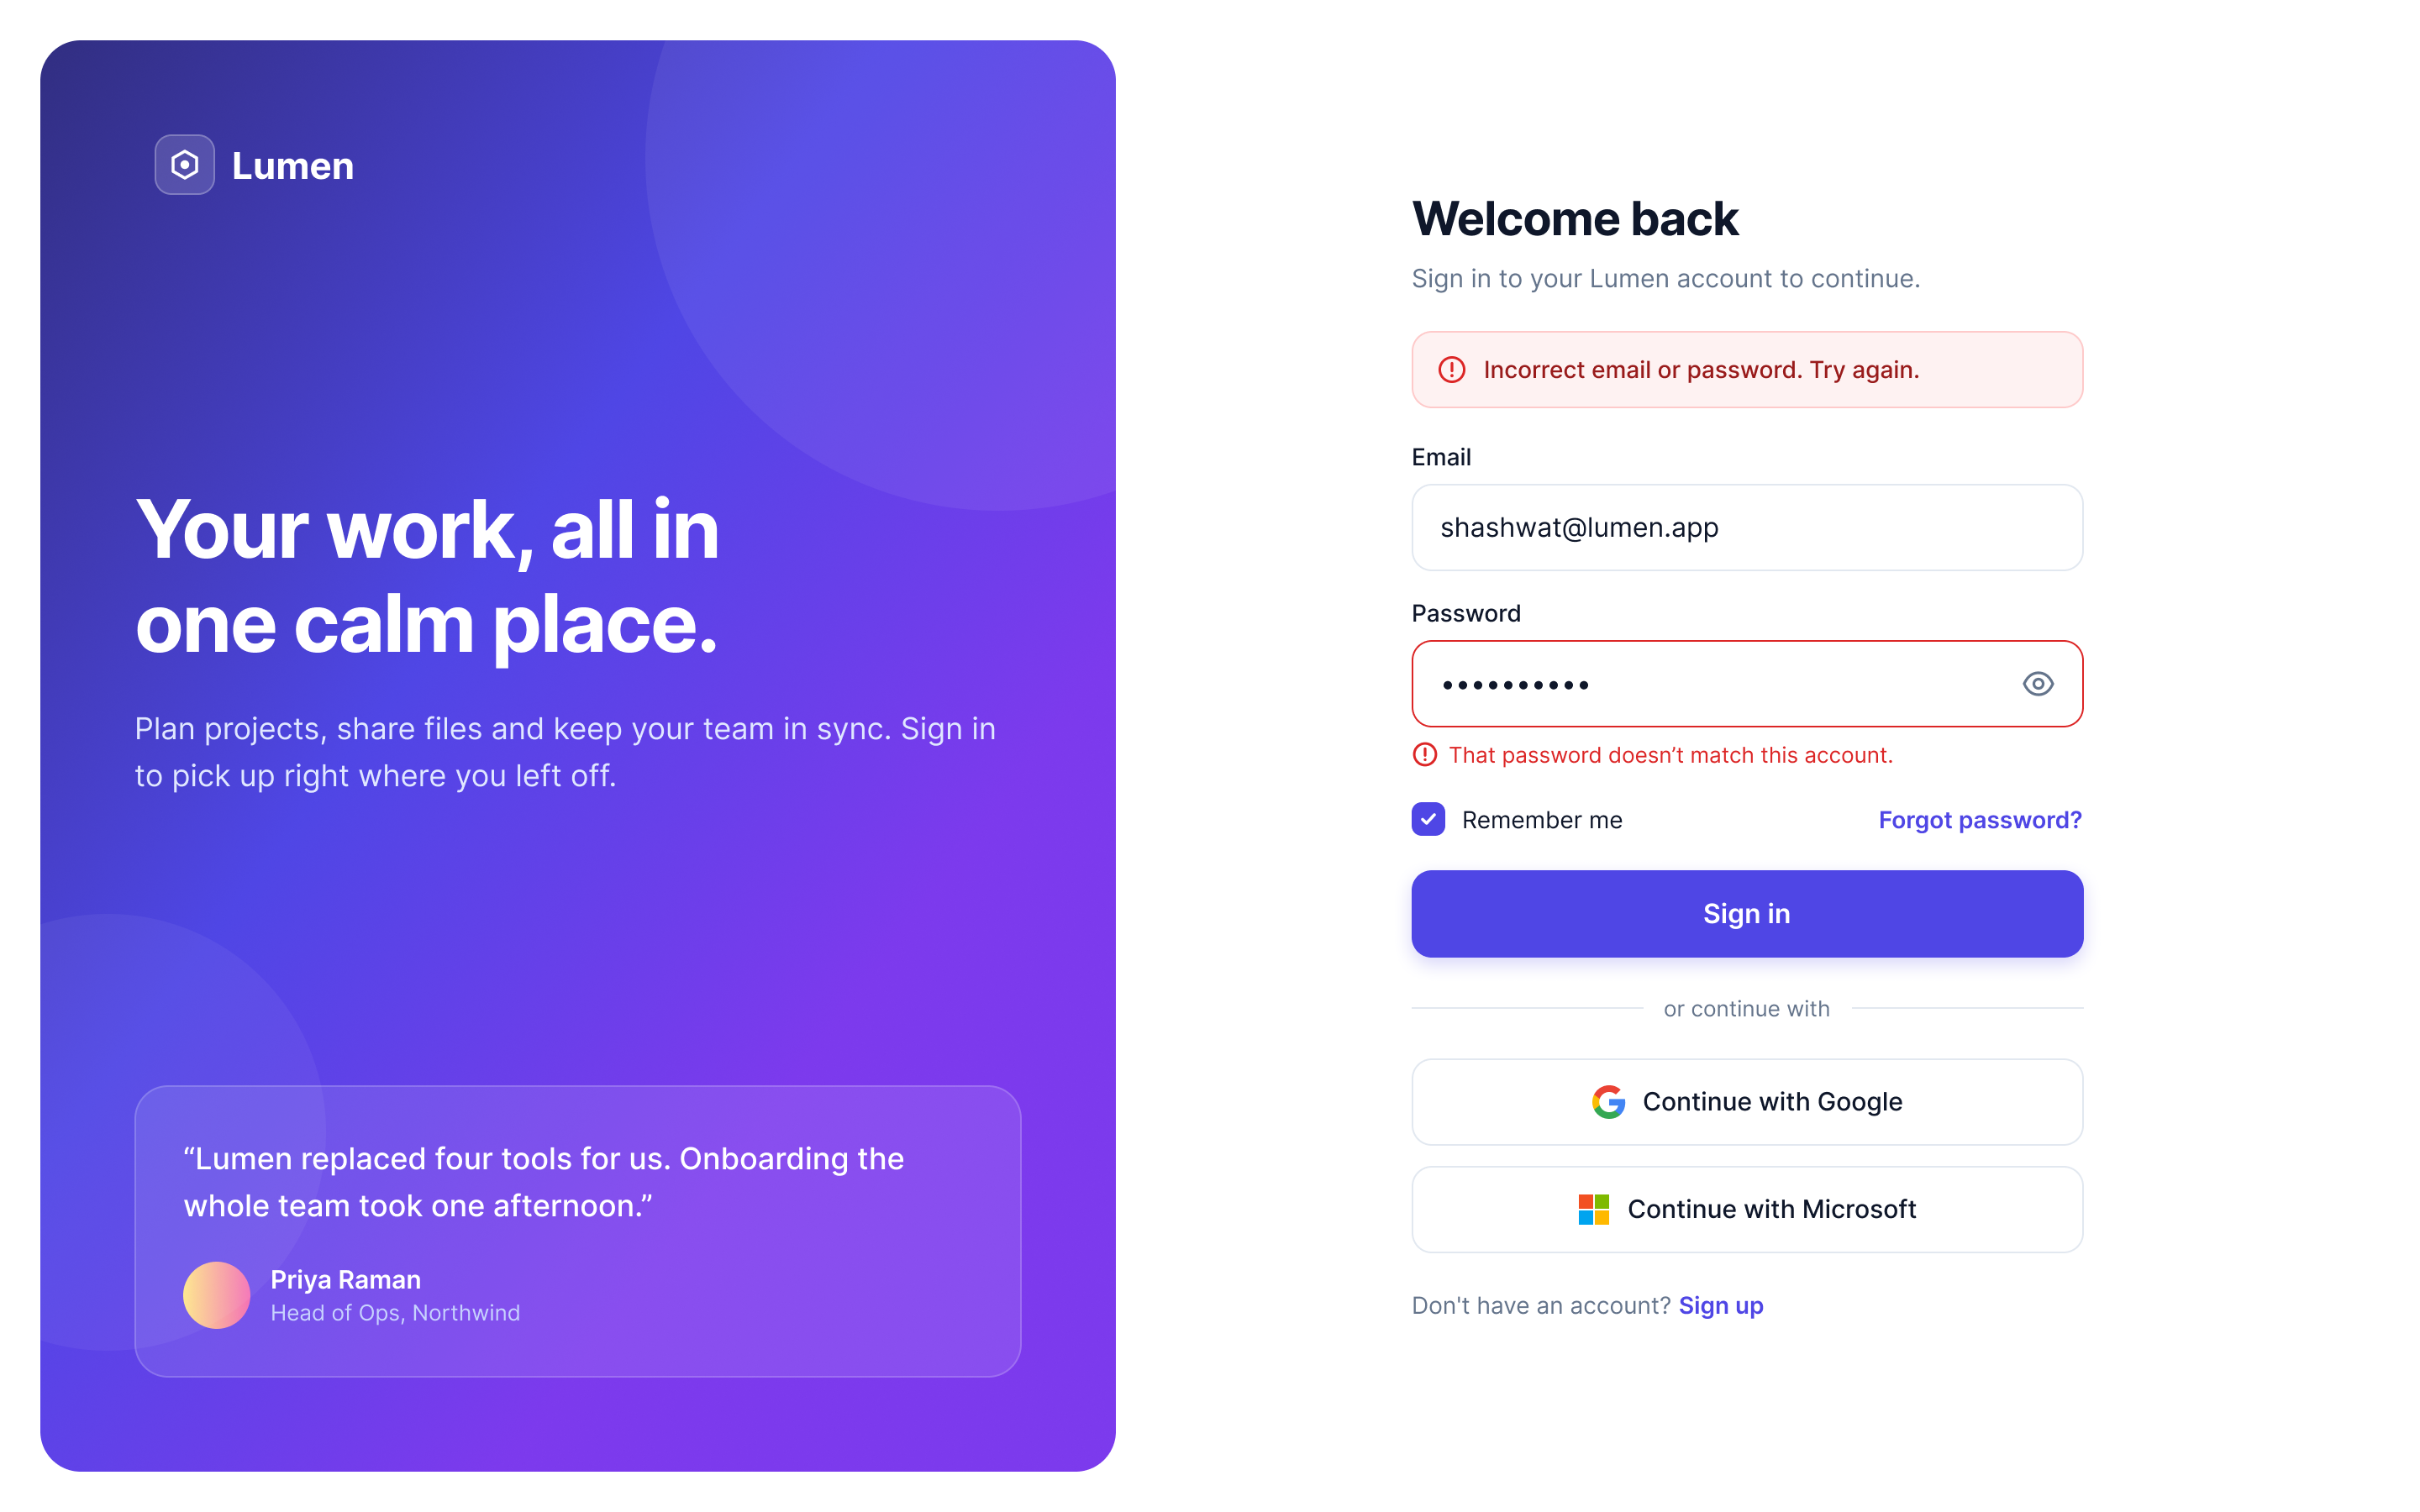 Lumen
Your work, all in
one calm place.
Plan projects, share files and keep your team in sync. Sign in
to pick up right where you left off.
“Lumen replaced four tools for us. Onboarding the
whole team took one afternoon.”
Priya Raman
Head of Ops, Northwind
Welcome back
Sign in to your Lumen account to continue.
Incorrect email or password. Try again.
Email
shashwat@lumen.app
Password
••••••••••
That password doesn’t match this account.
Remember me
Forgot password?
Sign in
or continue with
Continue with Google
Continue with Microsoft
Don't have an account? Sign up